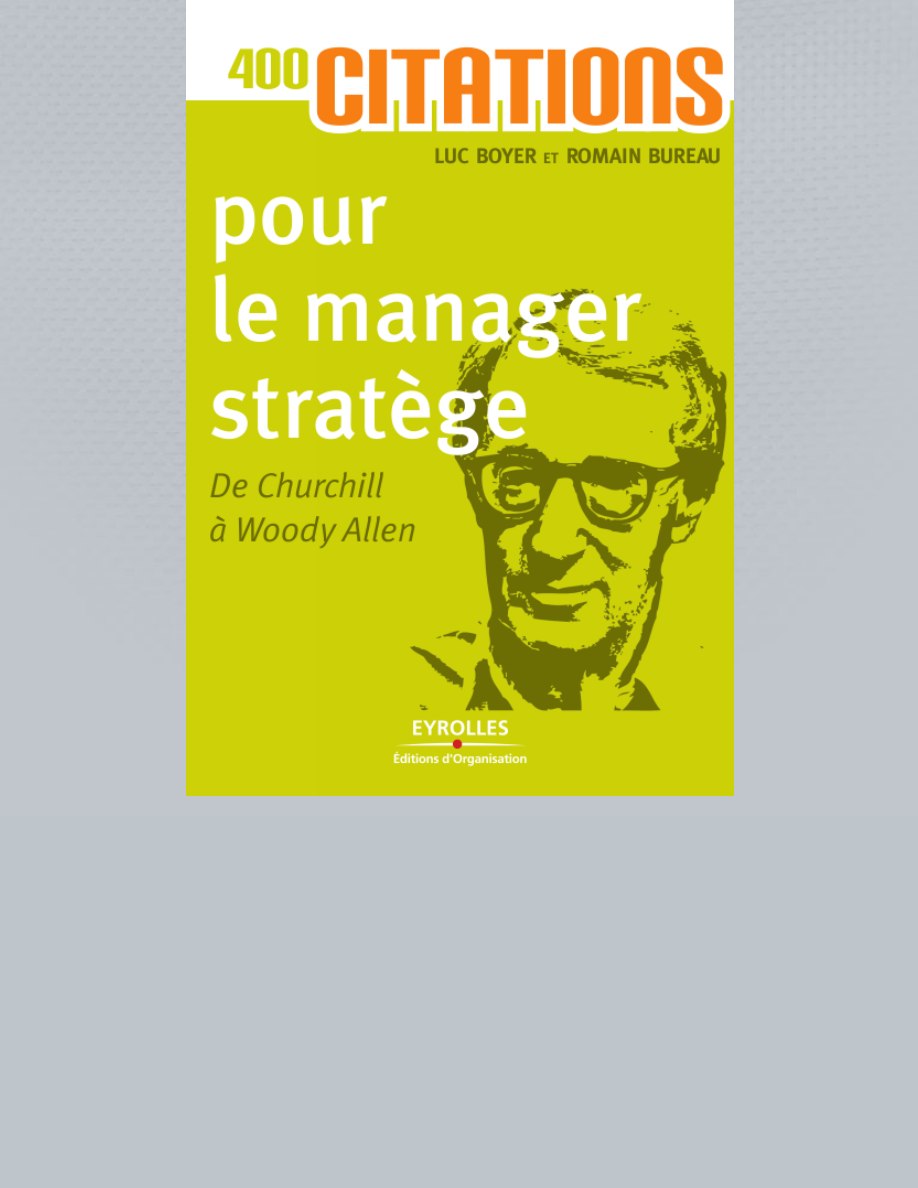 400 CITATIONS
LUC BOYER ET ROMAIN BUREAU
pour
le manager
stratège
De Churchill
à Woody Allen
EYROLLES
Éditions d'Organisation